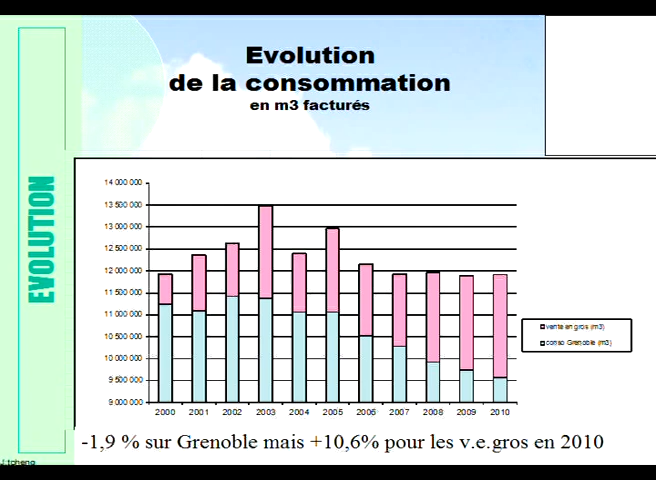 Evolution
de la consommation
en m3 facturés
EVOLUTION
14 000 000
13 500 000
13 000 000
12 500 000
12 000 000
11 500 000
11 000 000
10 500 000
10 000 000
9 500 000
9 000 000
2000 2001 2002 2003 2004 2005 2006 2007 2008 2009 2010
vente en gros (m3)
conso Grenoble (m3)
-1,9 % sur Grenoble mais +10,6% pour les v.e.gros en 2010
J.tcheng